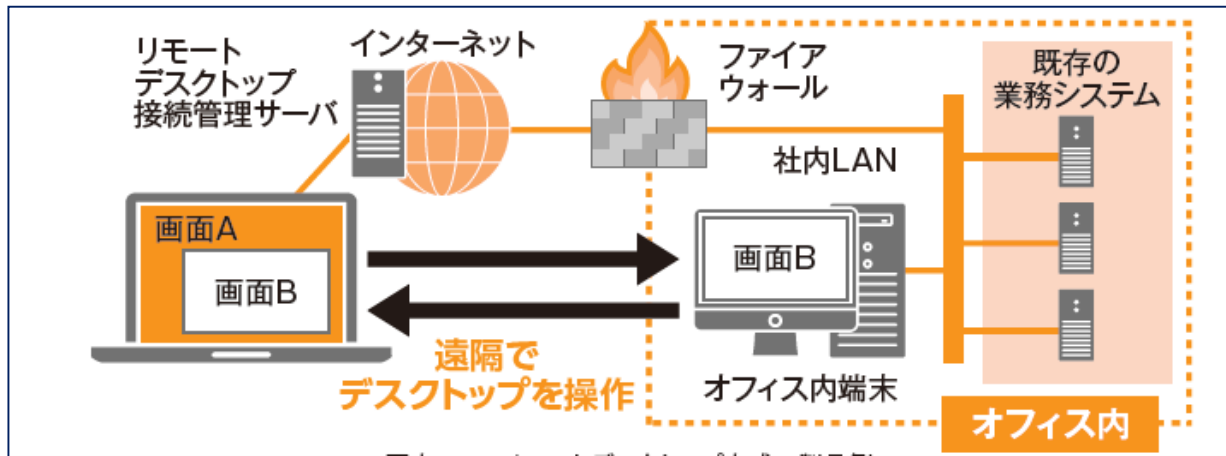 リモート
デスクトップ
接続管理サーバ
インターネット
ファイア
ウォール
既存の
業務システム
社内LAN
画面A
画面B
画面B
遠隔で
デスクトップを操作
オフィス内端末
オフィス内